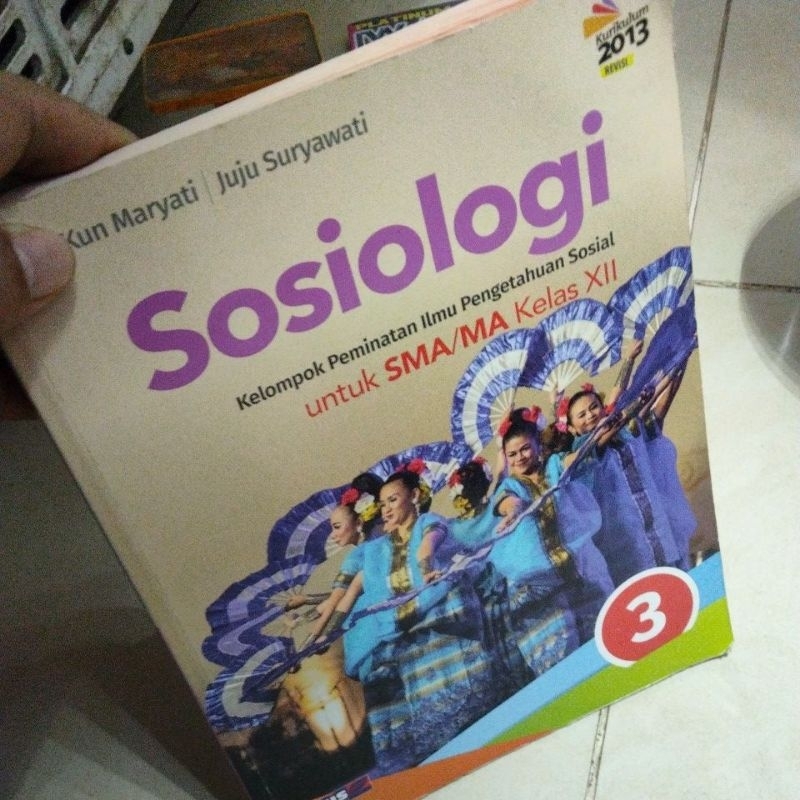 PLATINUM
Kurikulum
2013
REVISI
Kun Maryati | Juju Suryawati
Sosiologi
Kelompok Peminatan Ilmu Pengetahuan Sosial
untuk SMA/MA Kelas XII
3